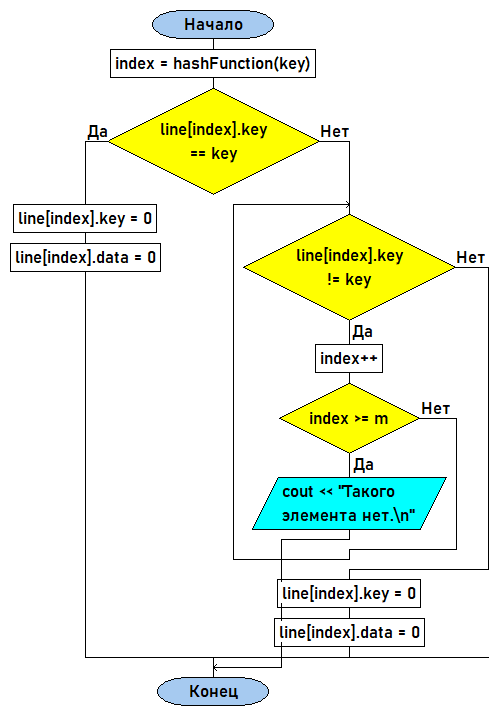 Начало
index = hashFunction(key)
line[index].key
== key
Да
Нет
line[index].key = 0
line[index].data = 0
line[index].key
!= key
Нет
Да
index++
index >= m
Нет
Да
cout << "Такого
элемента нет.\n"
line[index].key = 0
line[index].data = 0
Конец